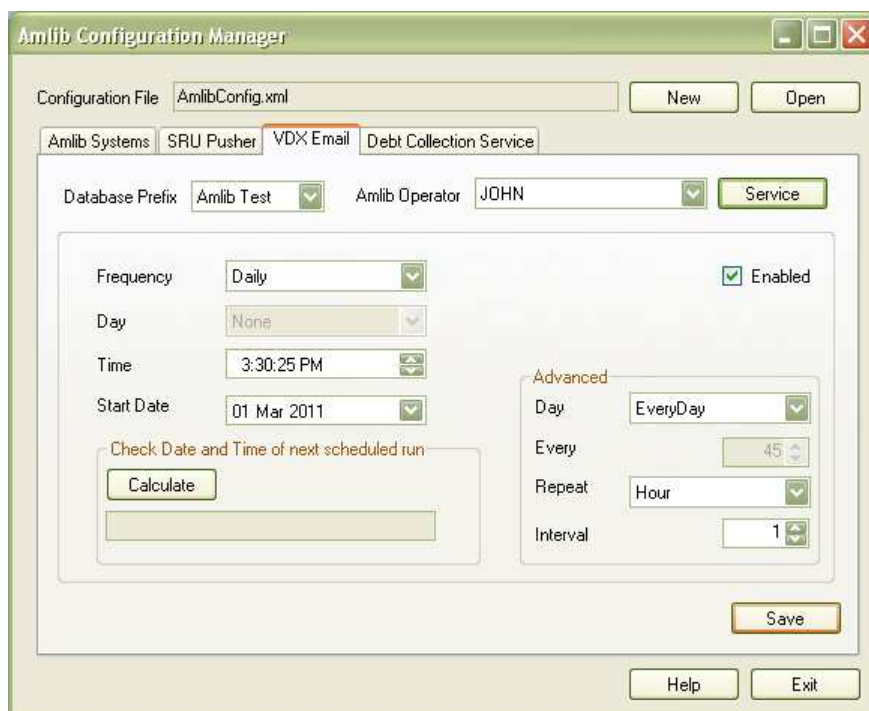 Amlib Configuration Manager
Configuration File AmlibConfig.xml New Open
Amlib Systems SRU Pusher VDX Email Debt Collection Service
Database Prefix Amlib Test Amlib Operator JOHN Service
Frequency Daily Enabled
Day None
Time 3:30:25 PM
Start Date 01 Mar 2011
Check Date and Time of next scheduled run
Calculate
Advanced
Day EveryDay
Every 45
Repeat Hour
Interval 1
Save
Help Exit